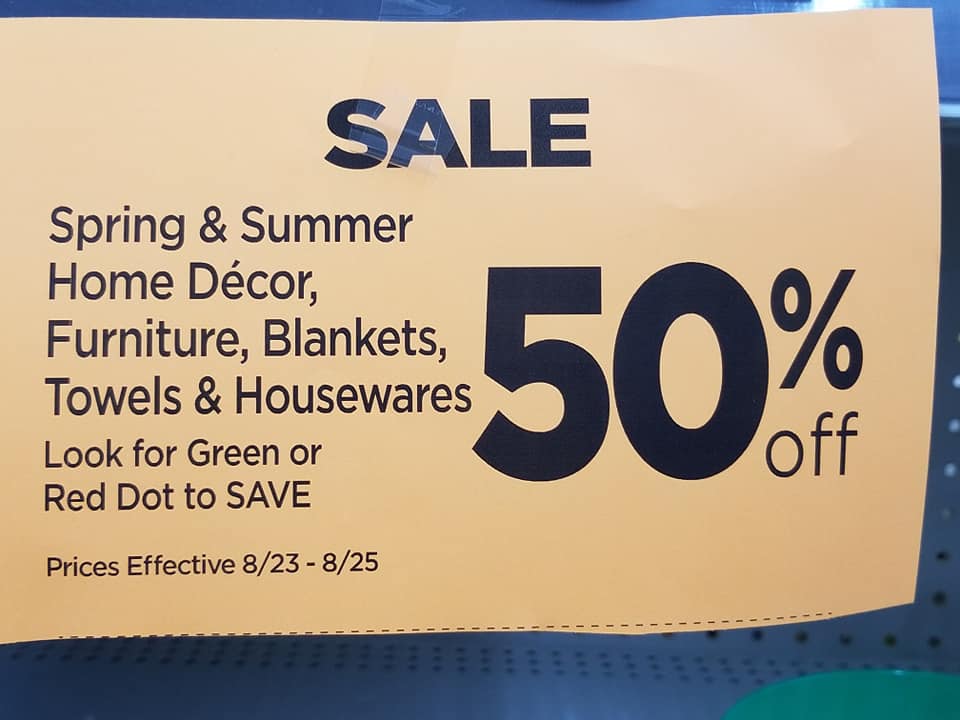 SALE
Spring & Summer
Home Décor,
Furniture, Blankets,
Towels & Housewares
Look for Green or
Red Dot to SAVE
50%
off
Prices Effective 8/23 - 8/25